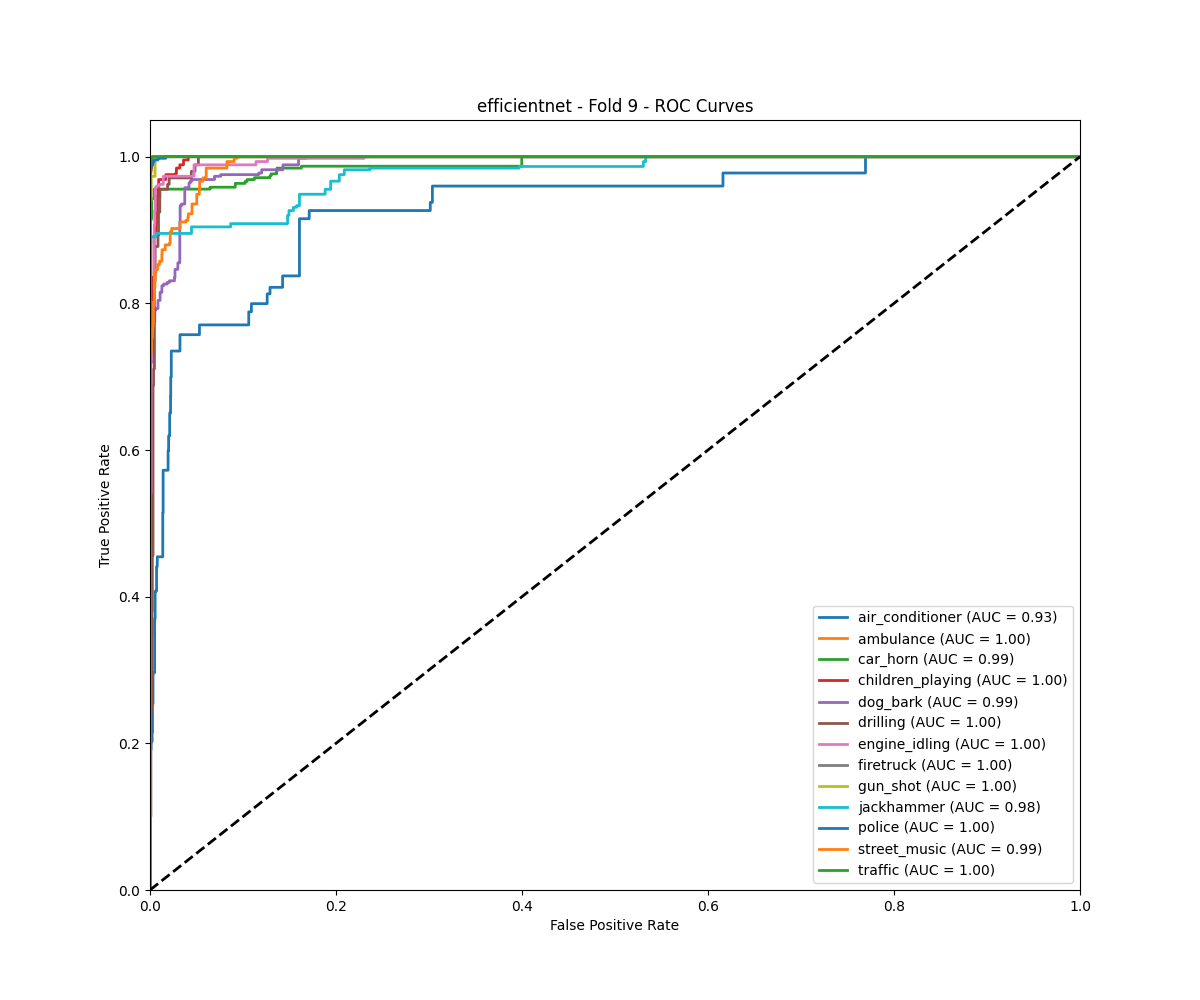 efficientnet - Fold 9 - ROC Curves
1.0
0.8
0.6
0.4
0.2
0.0
True Positive Rate
0.0 0.2 0.4 0.6 0.8 1.0
False Positive Rate
air_conditioner (AUC = 0.93)
ambulance (AUC = 1.00)
car_horn (AUC = 0.99)
children_playing (AUC = 1.00)
dog_bark (AUC = 0.99)
drilling (AUC = 1.00)
engine_idling (AUC = 1.00)
firetruck (AUC = 1.00)
gun_shot (AUC = 1.00)
jackhammer (AUC = 0.98)
police (AUC = 1.00)
street_music (AUC = 0.99)
traffic (AUC = 1.00)